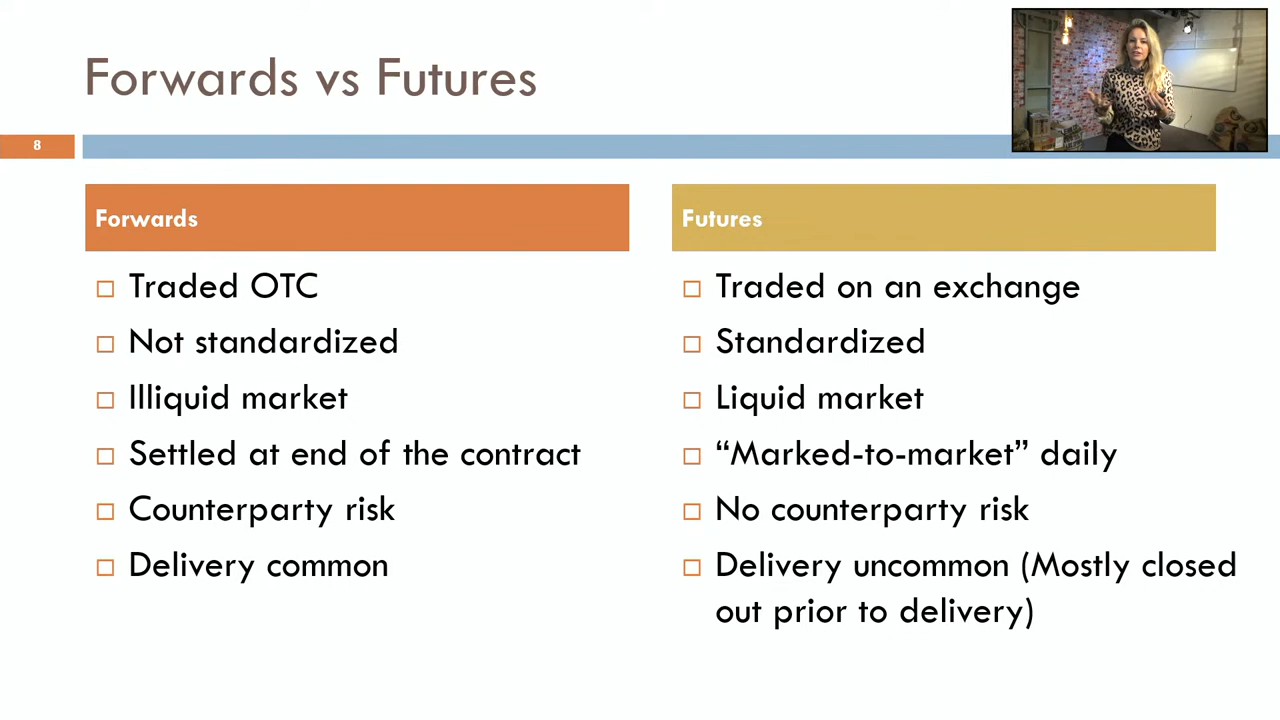 Forwards vs Futures
8
Forwards
Traded OTC
Not standardized
Illiquid market
Settled at end of the contract
Counterparty risk
Delivery common
Futures
Traded on an exchange
Standardized
Liquid market
“Marked-to-market” daily
No counterparty risk
Delivery uncommon (Mostly closed
out prior to delivery)